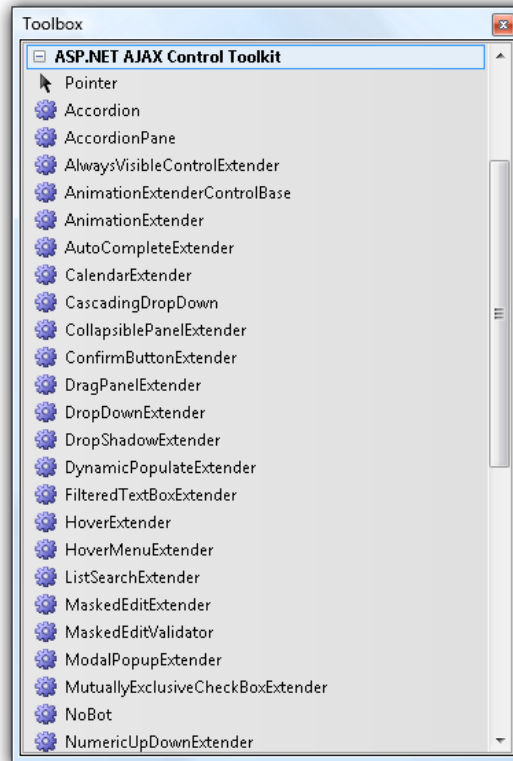 Toolbox
ASP.NET AJAX Control Toolkit
Pointer
Accordion
AccordionPane
AlwaysVisibleControlExtender
AnimationExtenderControlBase
AnimationExtender
AutoCompleteExtender
CalendarExtender
CascadingDropDown
CollapsiblePanelExtender
ConfirmButtonExtender
DragPanelExtender
DropDownExtender
DropShadowExtender
DynamicPopulateExtender
FilteredTextBoxExtender
HoverExtender
HoverMenuExtender
ListSearchExtender
MaskedEditExtender
MaskedEditValidator
ModalPopupExtender
MutuallyExclusiveCheckBoxExtender
NoBot
NumericUpDownExtender